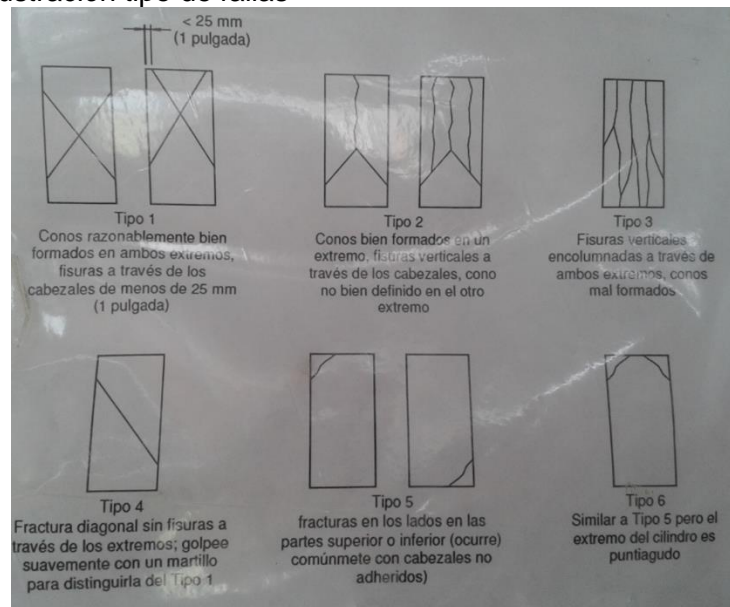 < 25 mm
(1 pulgada)
Tipo 1
Conos razonablemente bien
formados en ambos extremos,
fisuras a través de los
cabezales de menos de 25 mm
(1 pulgada)
Tipo 2
Conos bien formados en un
extremo, fisuras verticales a
través de los cabezales, cono
no bien definido en el otro
extremo
Tipo 3
Fisuras verticales
encolumnadas a través de
ambos extremos, conos
mal formados
Tipo 4
Fractura diagonal sin fisuras a
través de los extremos; golpee
suavemente con un martillo
para distinguirla del Tipo 1
Tipo 5
fracturas en los lados en las
partes superior o inferior (ocurre)
comúnmete con cabezales no
adheridos)
Tipo 6
Similar a Tipo 5 pero el
extremo del cilindro es
puntiagudo